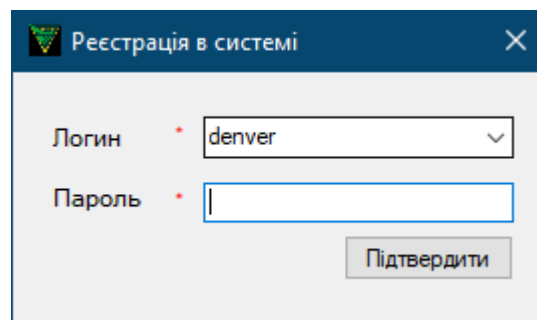 Реєстрація в системі
Логин * denver
Пароль *
Підтвердити